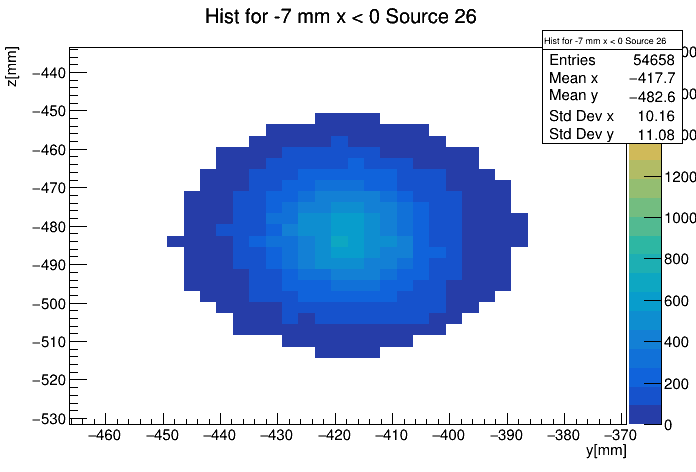 Hist for -7 mm x < 0 Source 26
z[mm]
Hist for -7 mm x < 0 Source 26
Entries 54658
Mean x −417.7
Mean y −482.6
Std Dev x 10.16
Std Dev y 11.08
−440
−450
−460
−470
−480
−490
−500
−510
−520
−530
1200
1000
800
600
400
200
0
−460 −450 −440 −430 −420 −410 −400 −390 −380 −370
y[mm]